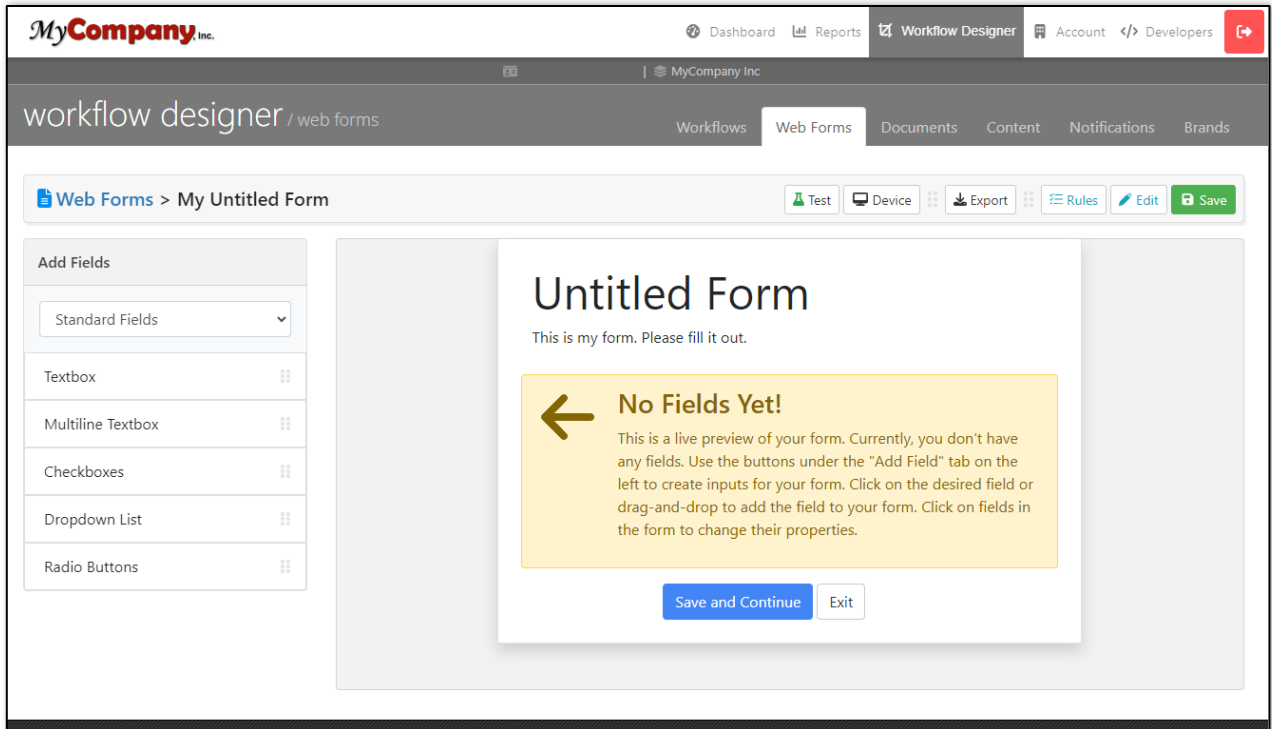 MyCompany, Inc.
Dashboard Reports Workflow Designer Account Developers
| MyCompany Inc
workflow designer / web forms
Workflows Web Forms Documents Content Notifications Brands
Web Forms > My Untitled Form
Test Device Export Rules Edit Save
Add Fields
Standard Fields
Textbox
Multiline Textbox
Checkboxes
Dropdown List
Radio Buttons
Untitled Form
This is my form. Please fill it out.
No Fields Yet!
This is a live preview of your form. Currently, you don't have
any fields. Use the buttons under the "Add Field" tab on the
left to create inputs for your form. Click on the desired field or
drag-and-drop to add the field to your form. Click on fields in
the form to change their properties.
Save and Continue Exit